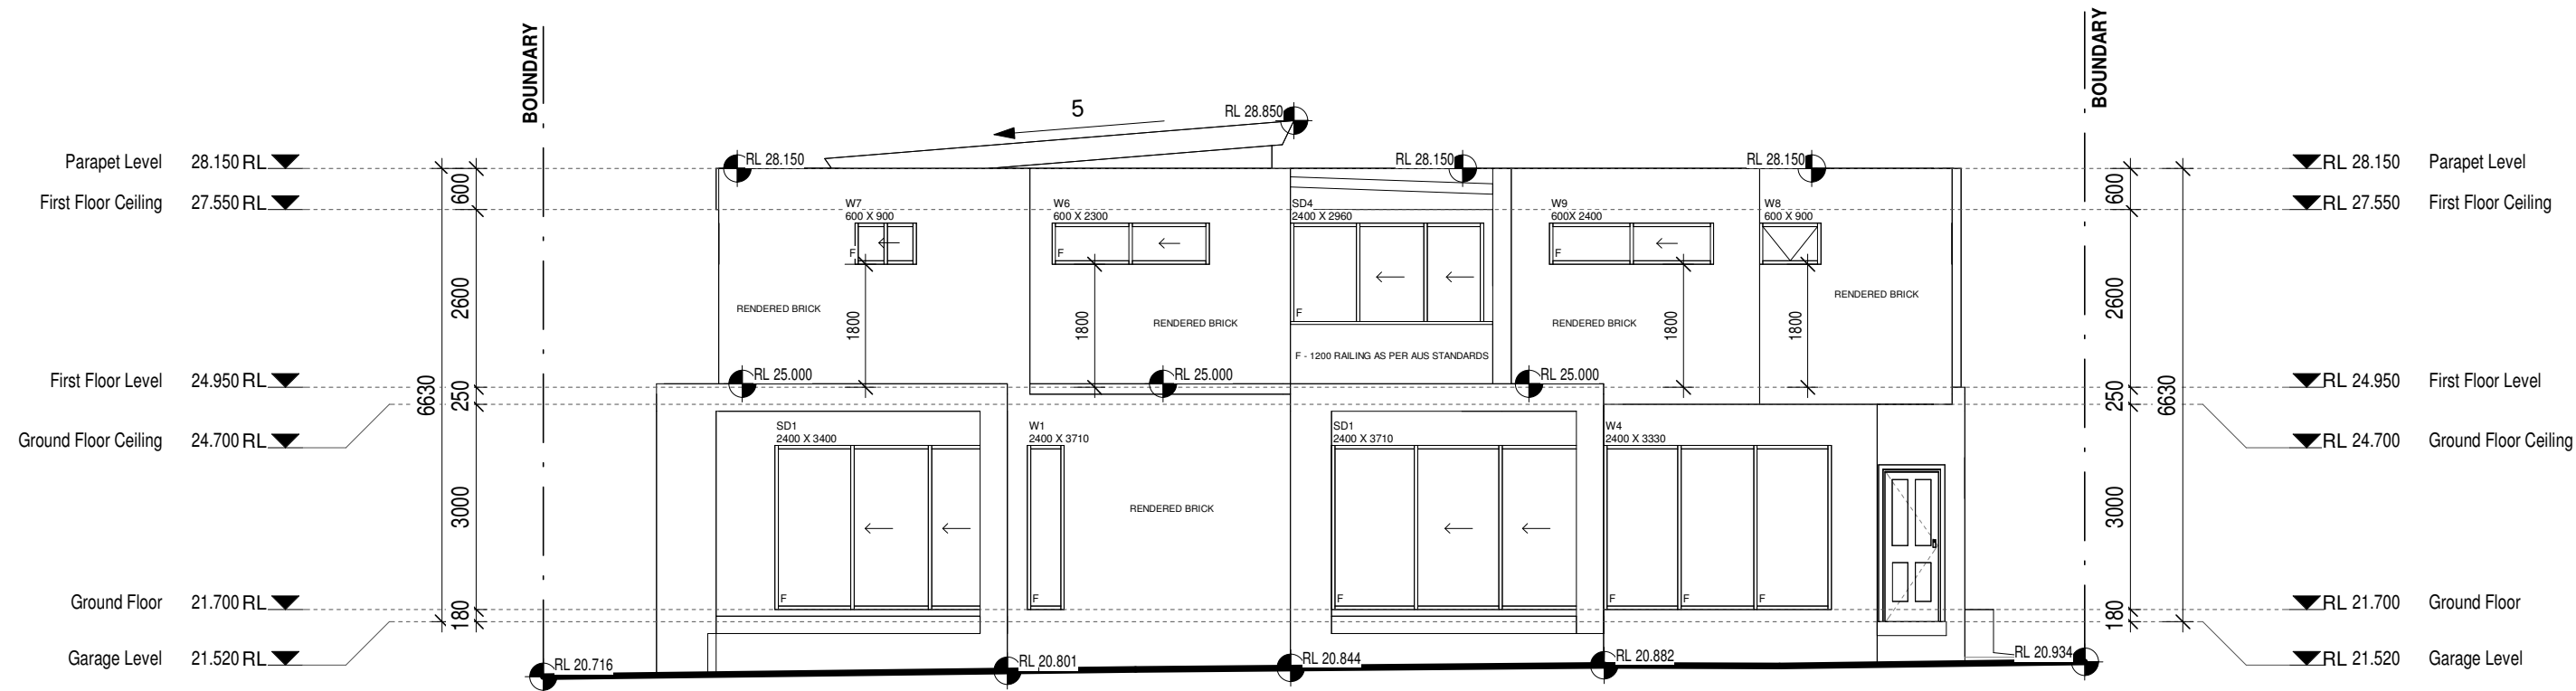 BOUNDARY
BOUNDARY
5
RL 28.850
Parapet Level 28.150 RL
RL 28.150
RL 28.150
RL 28.150
RL 28.150 Parapet Level
600
600
First Floor Ceiling 27.550 RL
RL 27.550 First Floor Ceiling
W7
600 X 900
W6
600 X 2300
SD4
2400 X 2960
W9
600X 2400
W8
600 X 900
F
F
F
F
2600
2600
RENDERED BRICK
RENDERED BRICK
RENDERED BRICK
RENDERED BRICK
1800
1800
1800
1800
F - 1200 RAILING AS PER AUS STANDARDS
First Floor Level 24.950 RL
RL 25.000
RL 25.000
RL 25.000
RL 24.950 First Floor Level
6630
250
250
6630
Ground Floor Ceiling 24.700 RL
RL 24.700 Ground Floor Ceiling
SD1
2400 X 3400
W1
2400 X 3710
SD1
2400 X 3710
W4
2400 X 3330
3000
3000
RENDERED BRICK
F
F
F
F
F
F
Ground Floor 21.700 RL
RL 21.700 Ground Floor
180
180
Garage Level 21.520 RL
RL 20.716
RL 20.801
RL 20.844
RL 20.882
RL 20.934
RL 21.520 Garage Level